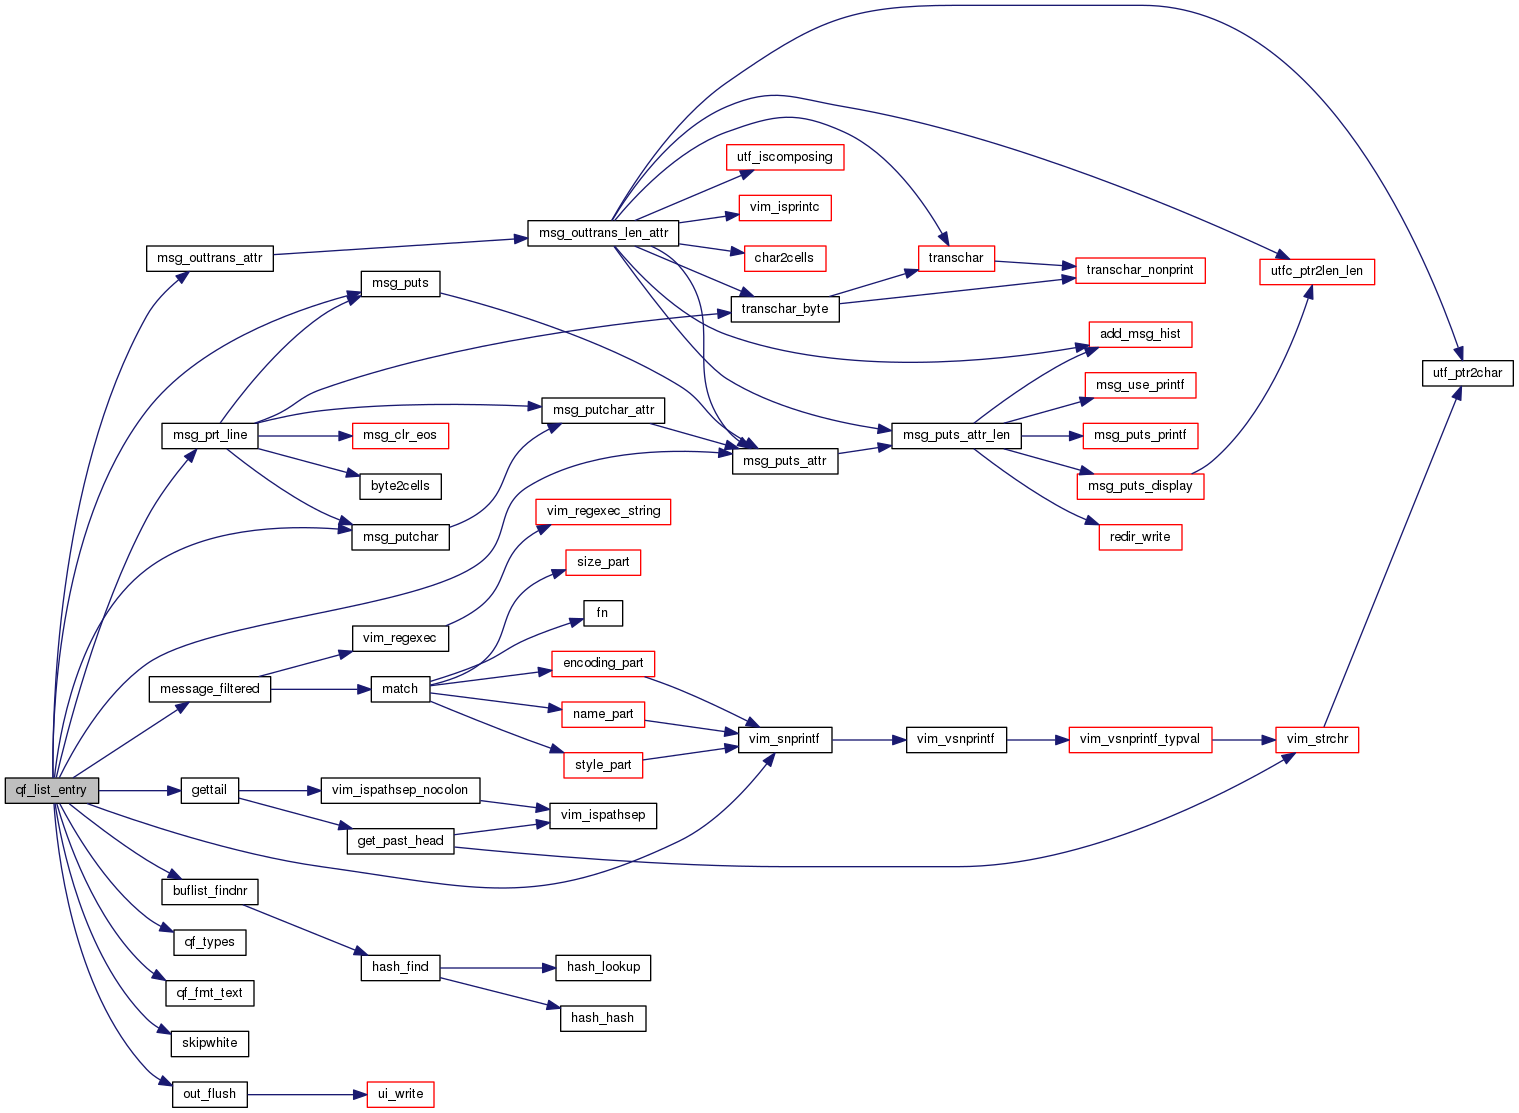 utf_iscomposing
vim_isprintc
msg_outtrans_len_attr
msg_outtrans_attr
char2cells
transchar
transchar_nonprint
utfc_ptr2len_len
msg_puts
transchar_byte
add_msg_hist
utf_ptr2char
msg_use_printf
msg_putchar_attr
msg_prt_line
msg_clr_eos
msg_puts_attr_len
msg_puts_printf
msg_puts_attr
byte2cells
msg_puts_display
vim_regexec_string
msg_putchar
redir_write
size_part
fn
vim_regexec
encoding_part
message_filtered
match
name_part
vim_snprintf
vim_vsnprintf
vim_vsnprintf_typval
vim_strchr
style_part
qf_list_entry
gettail
vim_ispathsep_nocolon
vim_ispathsep
get_past_head
buflist_findnr
qf_types
hash_find
hash_lookup
qf_fmt_text
hash_hash
skipwhite
out_flush
ui_write